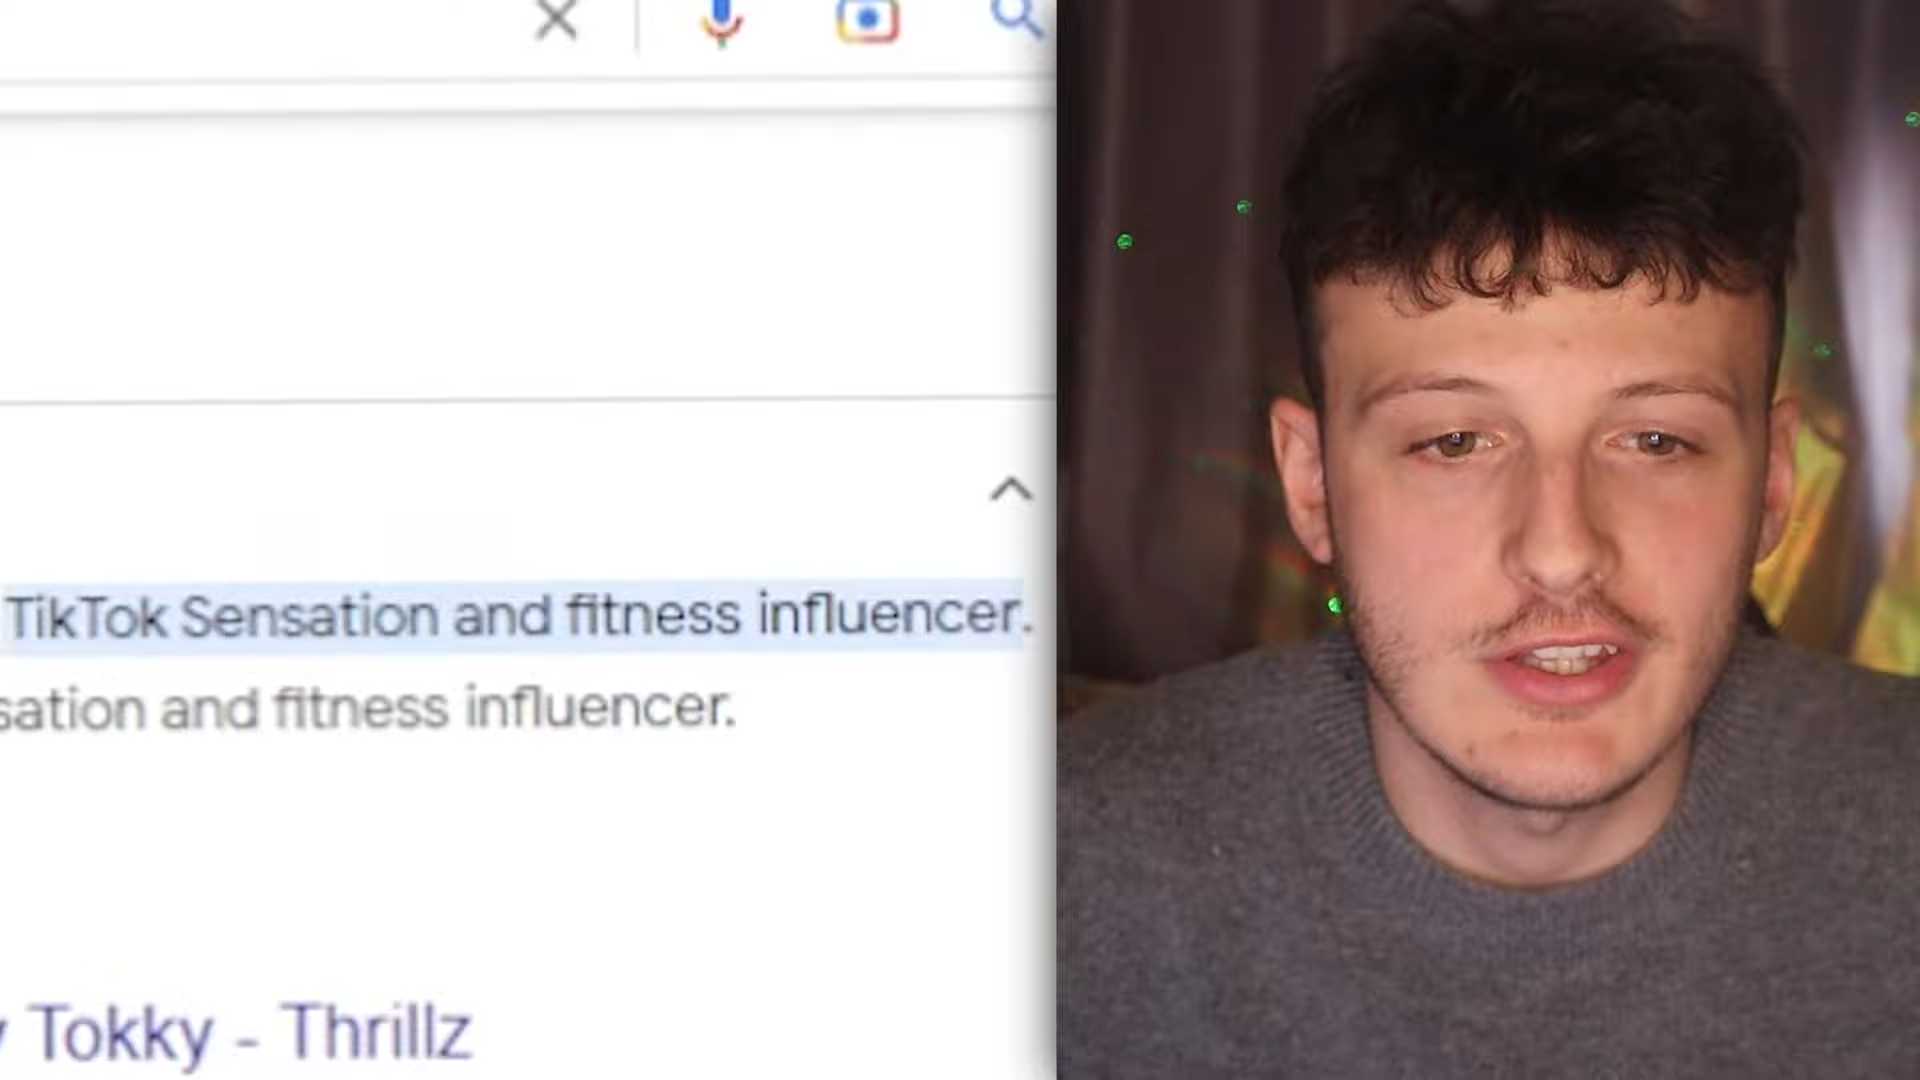 TikTok Sensation and fitness influencer.
sation and fitness influencer.
Tokky - Thrillz